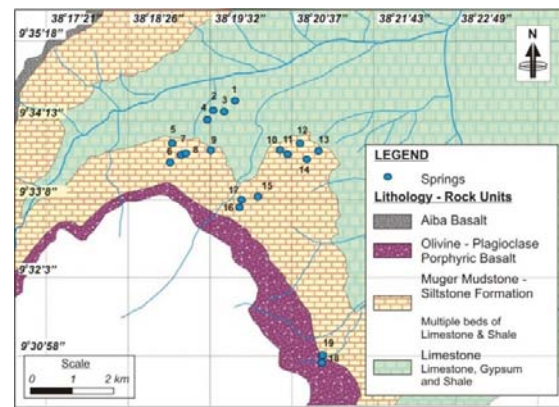 38°17'21" 38°18'26" 38°19'32" 38°20'37" 38°21'43" 38°22'49"
9°35'18"
N
1
2
3
4
9°34'13"
5
7
6
8
9
10
11
12
13
14
9°33'8"
17
15
16
9°32'3"
9°30'58"
19
18
Scale
0 1 2 km
LEGEND
Springs
Lithology - Rock Units
Aiba Basalt
Olivine - Plagioclase
Porphyric Basalt
Muger Mudstone -
Siltstone Formation
Multiple beds of
Limestone & Shale
Limestone
Limestone, Gypsum
and Shale